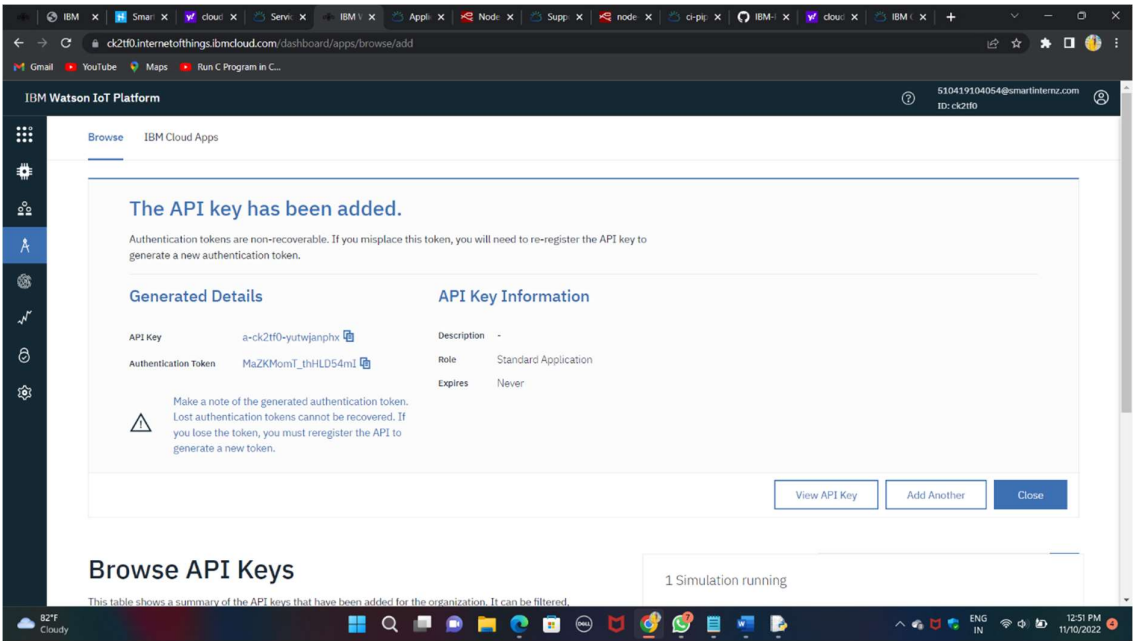 IBM
Smart
cloud
Servic
IBM W
Applic
Node
Supp
node-
ci-pip
IBM-
cloud
IBM C
ck2tf0.internetofthings.ibmcloud.com/dashboard/apps/browse/add
Gmail
YouTube
Maps
Run C Program in C...
IBM Watson IoT Platform
510419104054@smartinternz.com
ID: ck2tf0
Browse
IBM Cloud Apps
The API key has been added.
Authentication tokens are non-recoverable. If you misplace this token, you will need to re-register the API key to
generate a new authentication token.
Generated Details
API Key a-ck2tf0-yutwjanphx
Authentication Token MaZKMomT_thHLD54mI
Make a note of the generated authentication token.
Lost authentication tokens cannot be recovered. If
you lose the token, you must reregister the API to
generate a new token.
API Key Information
Description -
Role Standard Application
Expires Never
View API Key
Add Another
Close
Browse API Keys
This table shows a summary of the API keys that have been added for the organization. It can be filtered,
1 Simulation running
82°F
Cloudy
ENG
IN
12:51 PM
11/10/2022
4